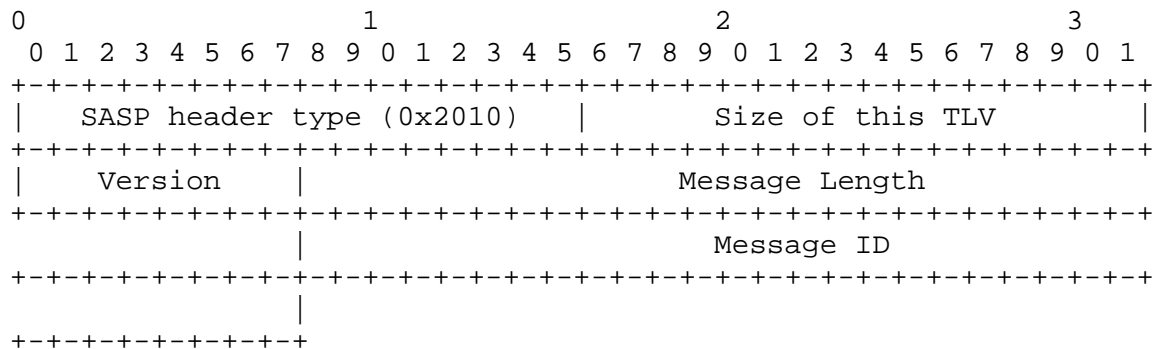 0                   1                   2                   3
 0 1 2 3 4 5 6 7 8 9 0 1 2 3 4 5 6 7 8 9 0 1 2 3 4 5 6 7 8 9 0 1
+-+-+-+-+-+-+-+-+-+-+-+-+-+-+-+-+-+-+-+-+-+-+-+-+-+-+-+-+-+-+-+-+
|   SASP header type (0x2010)   |       Size of this TLV        |
+-+-+-+-+-+-+-+-+-+-+-+-+-+-+-+-+-+-+-+-+-+-+-+-+-+-+-+-+-+-+-+-+
|    Version    |                     Message Length
+-+-+-+-+-+-+-+-+-+-+-+-+-+-+-+-+-+-+-+-+-+-+-+-+-+-+-+-+-+-+-+-+
                |                       Message ID
+-+-+-+-+-+-+-+-+-+-+-+-+-+-+-+-+-+-+-+-+-+-+-+-+-+-+-+-+-+-+-+-+
                |
+-+-+-+-+-+-+-+-+